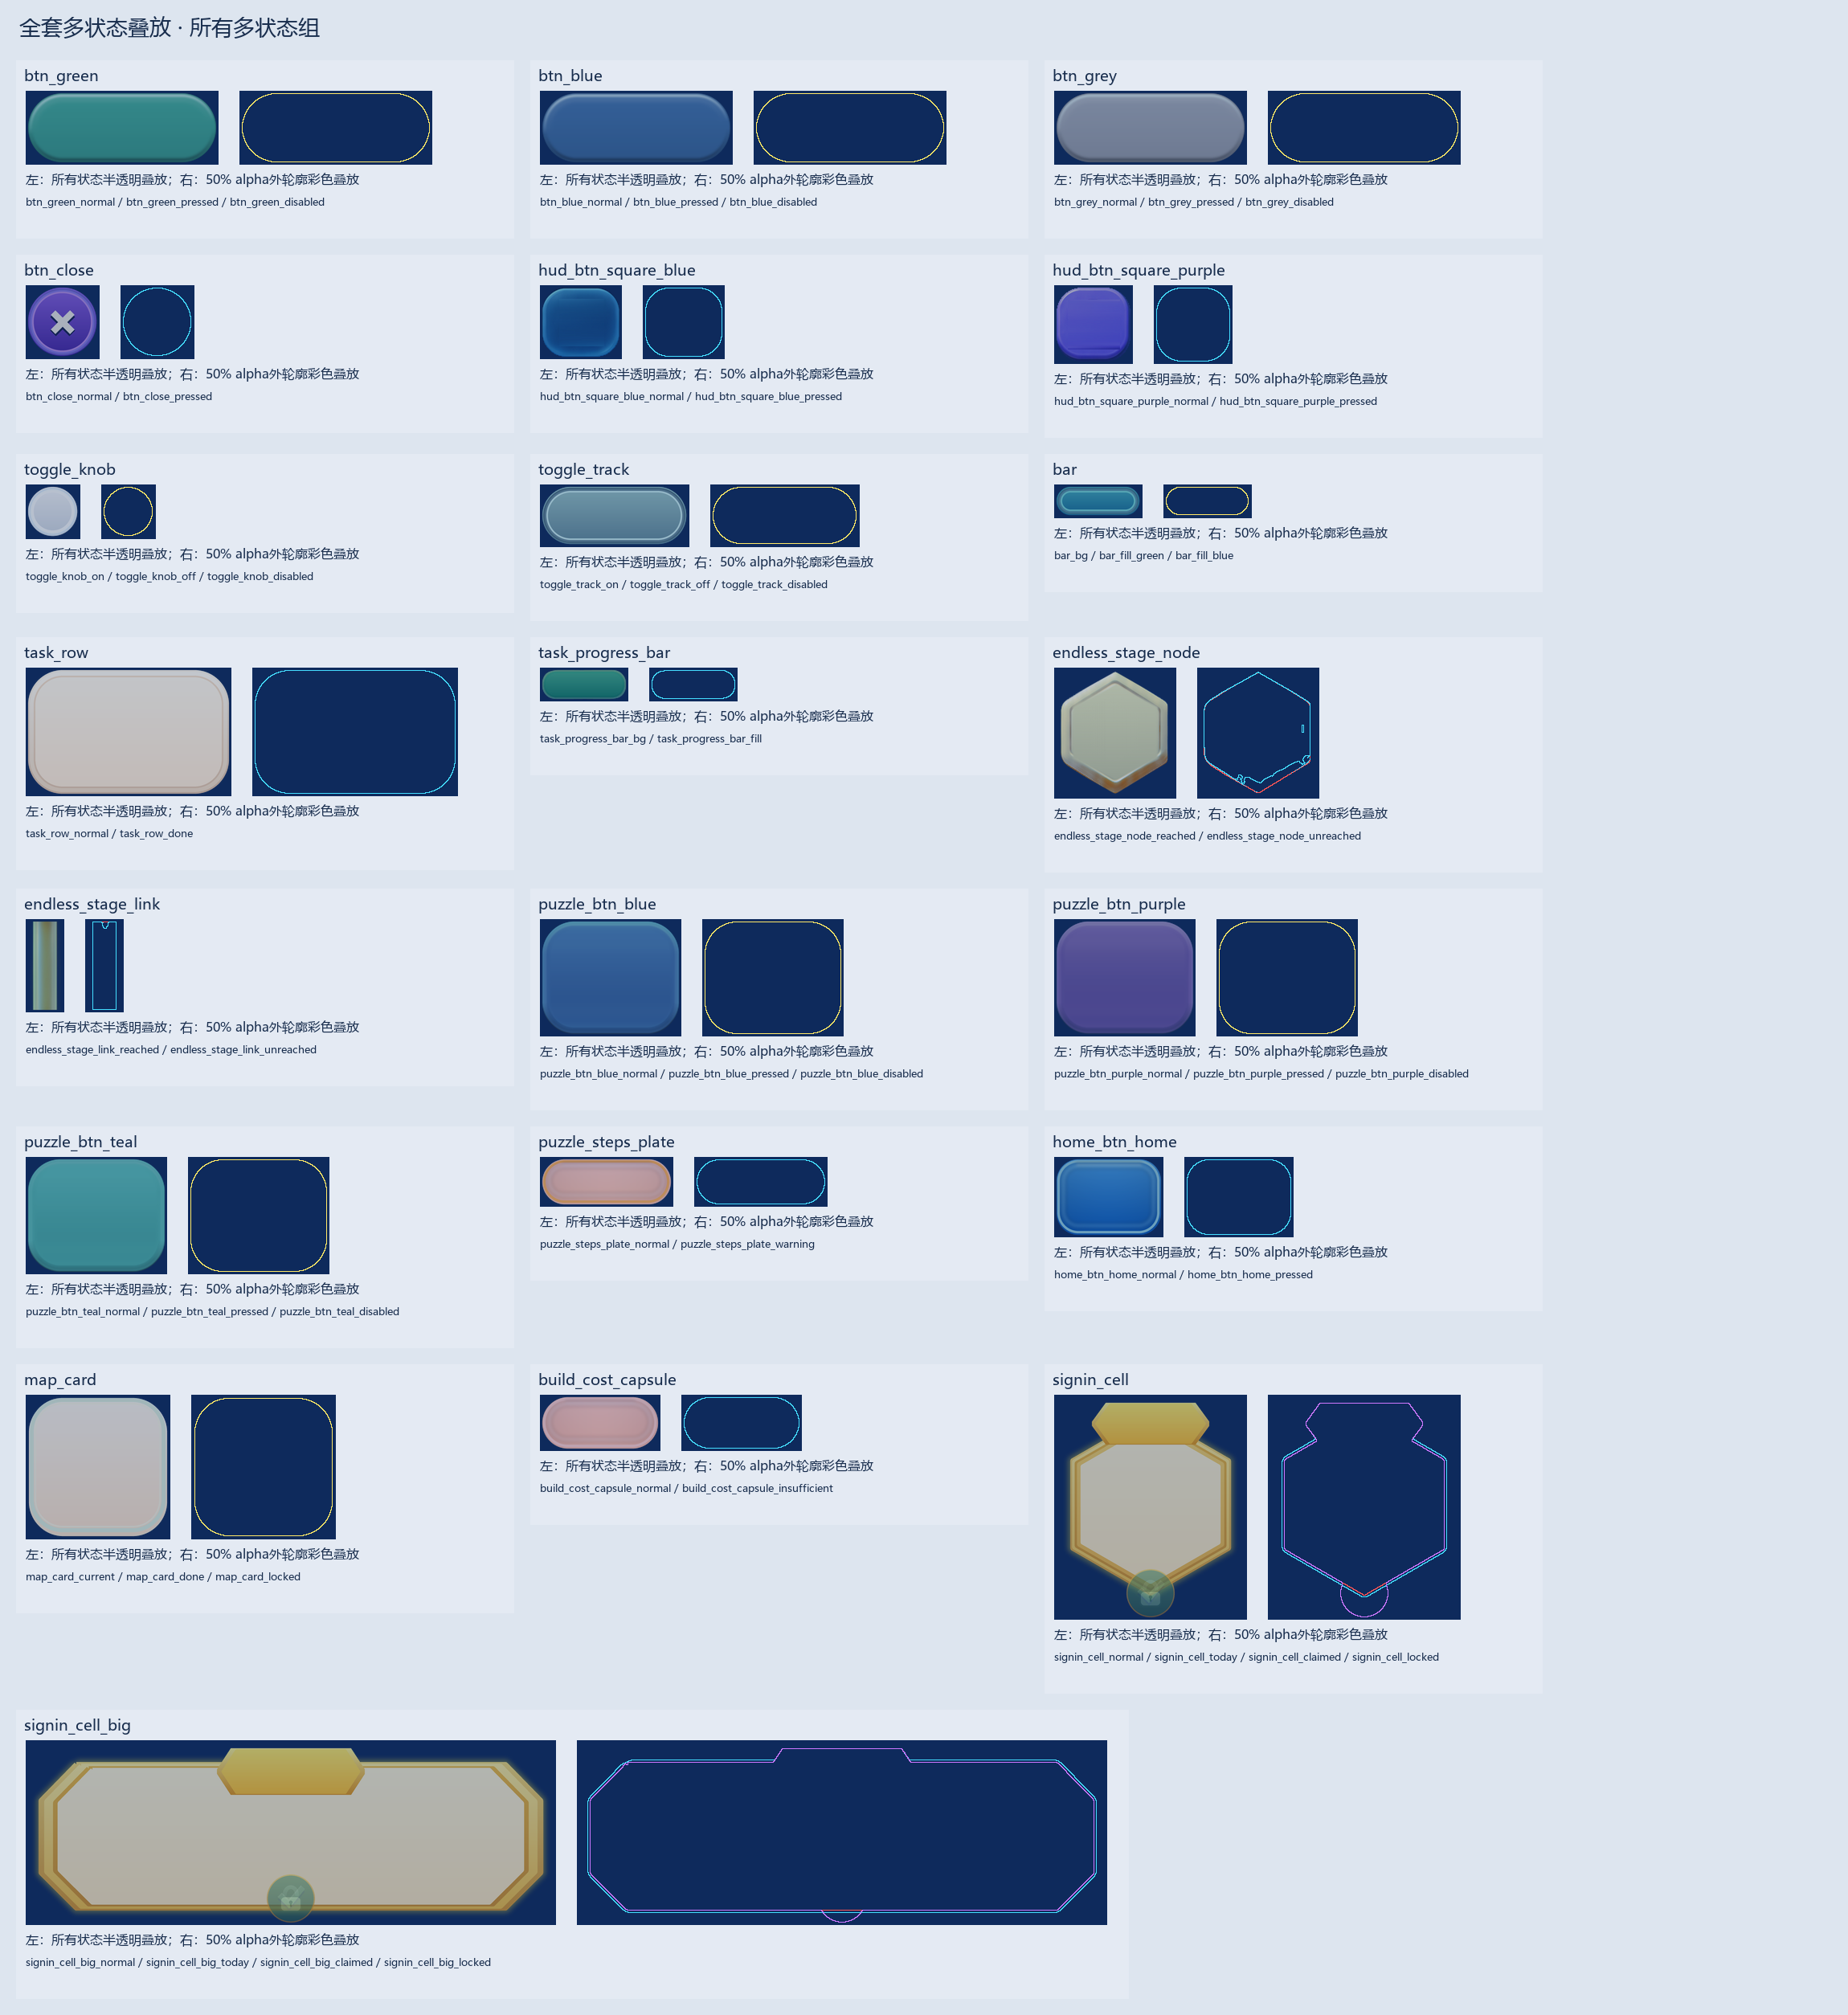 全套多状态叠放 · 所有多状态组
btn_green
左：所有状态半透明叠放；右：50% alpha外轮廓彩色叠放
btn_green_normal / btn_green_pressed / btn_green_disabled
btn_blue
左：所有状态半透明叠放；右：50% alpha外轮廓彩色叠放
btn_blue_normal / btn_blue_pressed / btn_blue_disabled
btn_grey
左：所有状态半透明叠放；右：50% alpha外轮廓彩色叠放
btn_grey_normal / btn_grey_pressed / btn_grey_disabled
btn_close
左：所有状态半透明叠放；右：50% alpha外轮廓彩色叠放
btn_close_normal / btn_close_pressed
hud_btn_square_blue
左：所有状态半透明叠放；右：50% alpha外轮廓彩色叠放
hud_btn_square_blue_normal / hud_btn_square_blue_pressed
hud_btn_square_purple
左：所有状态半透明叠放；右：50% alpha外轮廓彩色叠放
hud_btn_square_purple_normal / hud_btn_square_purple_pressed
toggle_knob
左：所有状态半透明叠放；右：50% alpha外轮廓彩色叠放
toggle_knob_on / toggle_knob_off / toggle_knob_disabled
toggle_track
左：所有状态半透明叠放；右：50% alpha外轮廓彩色叠放
toggle_track_on / toggle_track_off / toggle_track_disabled
bar
左：所有状态半透明叠放；右：50% alpha外轮廓彩色叠放
bar_bg / bar_fill_green / bar_fill_blue
task_row
左：所有状态半透明叠放；右：50% alpha外轮廓彩色叠放
task_row_normal / task_row_done
task_progress_bar
左：所有状态半透明叠放；右：50% alpha外轮廓彩色叠放
task_progress_bar_bg / task_progress_bar_fill
endless_stage_node
左：所有状态半透明叠放；右：50% alpha外轮廓彩色叠放
endless_stage_node_reached / endless_stage_node_unreached
endless_stage_link
左：所有状态半透明叠放；右：50% alpha外轮廓彩色叠放
endless_stage_link_reached / endless_stage_link_unreached
puzzle_btn_blue
左：所有状态半透明叠放；右：50% alpha外轮廓彩色叠放
puzzle_btn_blue_normal / puzzle_btn_blue_pressed / puzzle_btn_blue_disabled
puzzle_btn_purple
左：所有状态半透明叠放；右：50% alpha外轮廓彩色叠放
puzzle_btn_purple_normal / puzzle_btn_purple_pressed / puzzle_btn_purple_disabled
puzzle_btn_teal
左：所有状态半透明叠放；右：50% alpha外轮廓彩色叠放
puzzle_btn_teal_normal / puzzle_btn_teal_pressed / puzzle_btn_teal_disabled
puzzle_steps_plate
左：所有状态半透明叠放；右：50% alpha外轮廓彩色叠放
puzzle_steps_plate_normal / puzzle_steps_plate_warning
home_btn_home
左：所有状态半透明叠放；右：50% alpha外轮廓彩色叠放
home_btn_home_normal / home_btn_home_pressed
map_card
左：所有状态半透明叠放；右：50% alpha外轮廓彩色叠放
map_card_current / map_card_done / map_card_locked
build_cost_capsule
左：所有状态半透明叠放；右：50% alpha外轮廓彩色叠放
build_cost_capsule_normal / build_cost_capsule_insufficient
signin_cell
左：所有状态半透明叠放；右：50% alpha外轮廓彩色叠放
signin_cell_normal / signin_cell_today / signin_cell_claimed / signin_cell_locked
signin_cell_big
左：所有状态半透明叠放；右：50% alpha外轮廓彩色叠放
signin_cell_big_normal / signin_cell_big_today / signin_cell_big_claimed / signin_cell_big_locked